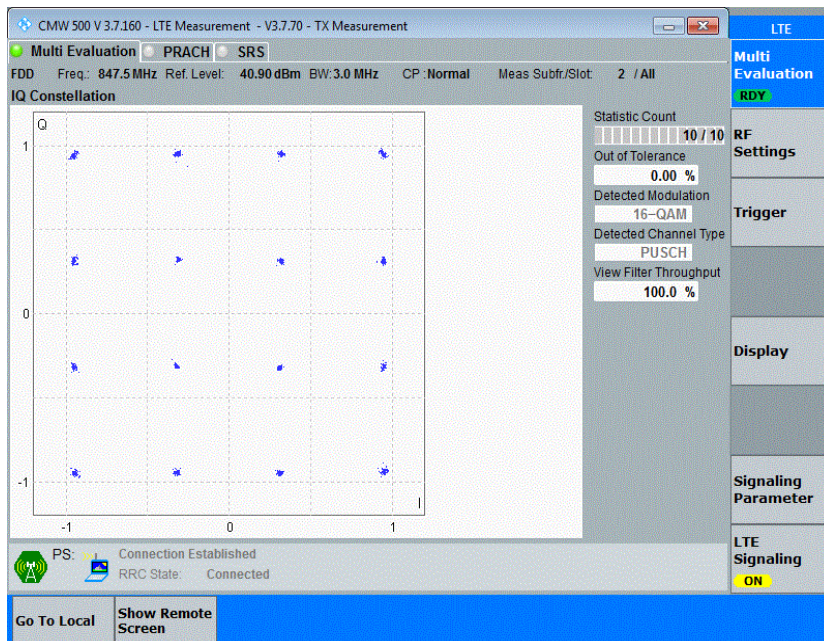 CMW 500 V 3.7.160 - LTE Measurement - V3.7.70 - TX Measurement
LTE
Multi Evaluation PRACH SRS
Multi Evaluation
RDY
FDD Freq.: 847.5 MHz Ref. Level: 40.90 dBm BW: 3.0 MHz CP : Normal Meas Subfr./Slot: 2 / All
IQ Constellation
Q
1
0
-1
I
-1 0 1
Statistic Count
10 / 10
Out of Tolerance
0.00 %
Detected Modulation
16-QAM
Detected Channel Type
PUSCH
View Filter Throughput
100.0 %
RF
Settings
Trigger
Display
Signaling
Parameter
LTE
Signaling
ON
PS: Connection Established
RRC State: Connected
Go To Local
Show Remote
Screen